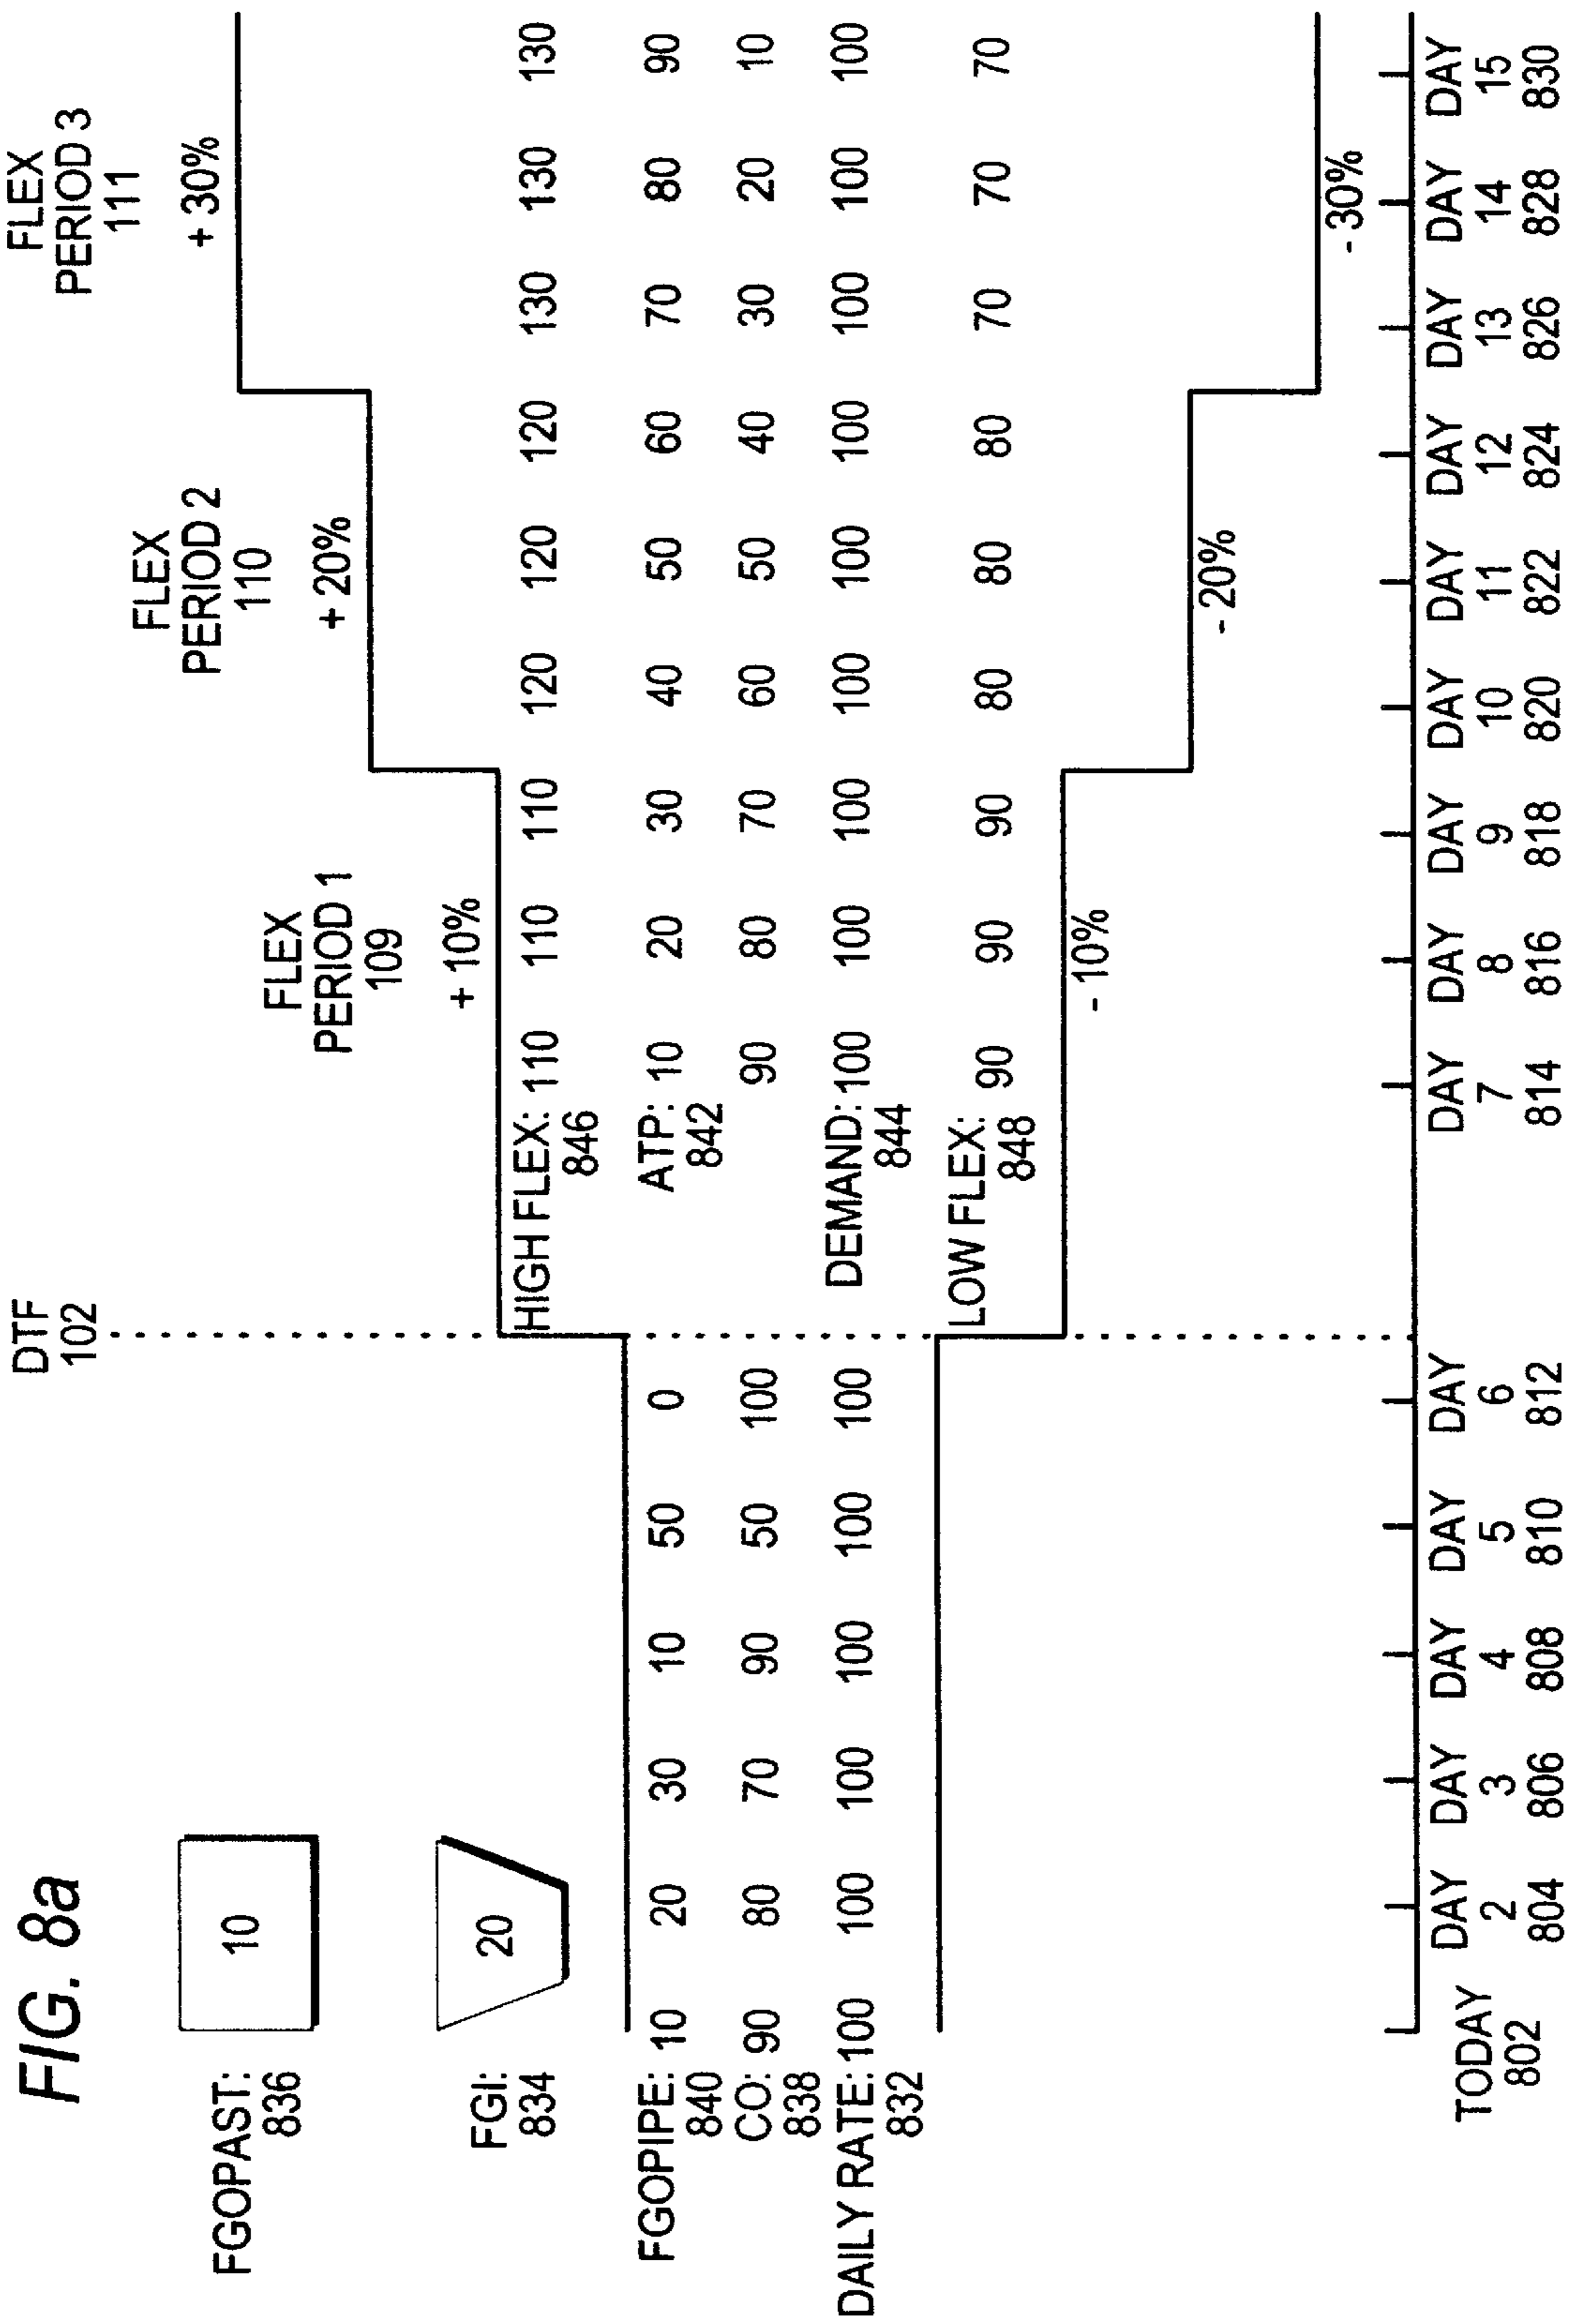 FIG. 8a
FGOPAST:
836
10
FGI:
834
20
DTF
102
FLEX
PERIOD 1
109
+ 10%
FLEX
PERIOD 2
110
+ 20%
FLEX
PERIOD 3
111
+ 30%
HIGH FLEX: 110 110 110 120 120 120 130 130 130
846
FGOPIPE: 10 20 30 10 50 0
840
ATP: 10 20 30 40 50 60 70 80 90
842
CO: 90 80 70 90 50 100 90 80 70 60 50 40 30 20 10
838
DAILY RATE: 100 100 100 100 100 100
832
DEMAND: 100 100 100 100 100 100 100 100 100
844
LOW FLEX: 90 90 90 80 80 80 70 70 70
848
- 10%
- 20%
- 30%
TODAY
802
DAY
2
804
DAY
3
806
DAY
4
808
DAY
5
810
DAY
6
812
DAY
7
814
DAY
8
816
DAY
9
818
DAY
10
820
DAY
11
822
DAY
12
824
DAY
13
826
DAY
14
828
DAY
15
830